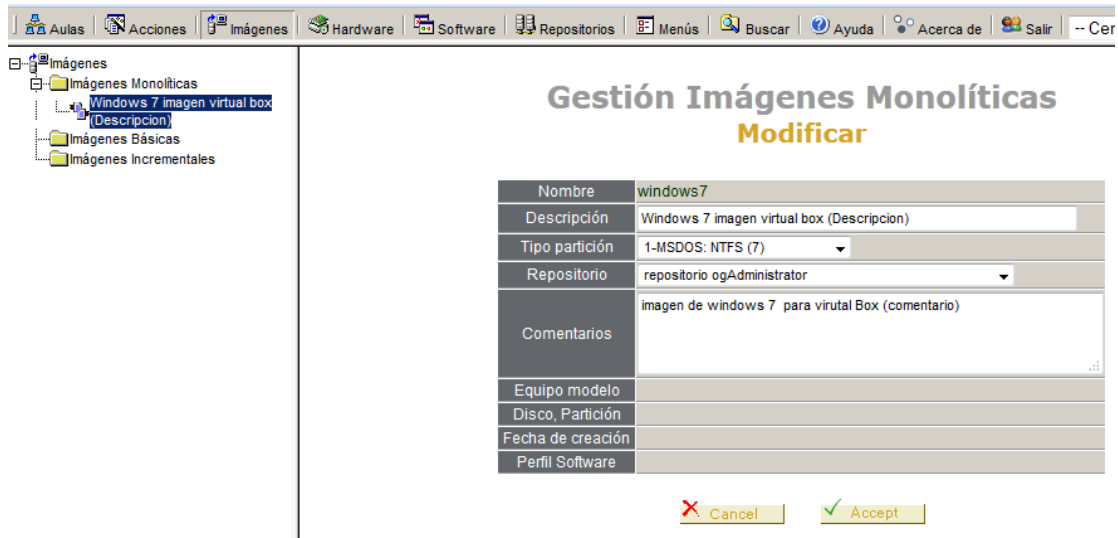 Aulas Acciones Imágenes Hardware Software Repositorios Menús Buscar Ayuda Acerca de Salir -- Cer
Imágenes
Imágenes Monolíticas
Windows 7 imagen virtual box
(Descripcion)
Imágenes Básicas
Imágenes Incrementales
Gestión Imágenes Monolíticas
Modificar
Nombre windows7
Descripción Windows 7 imagen virtual box (Descripcion)
Tipo partición 1-MSDOS: NTFS (7)
Repositorio repositorio ogAdministrator
Comentarios imagen de windows 7 para virutal Box (comentario)
Equipo modelo
Disco, Partición
Fecha de creación
Perfil Software
Cancel Accept